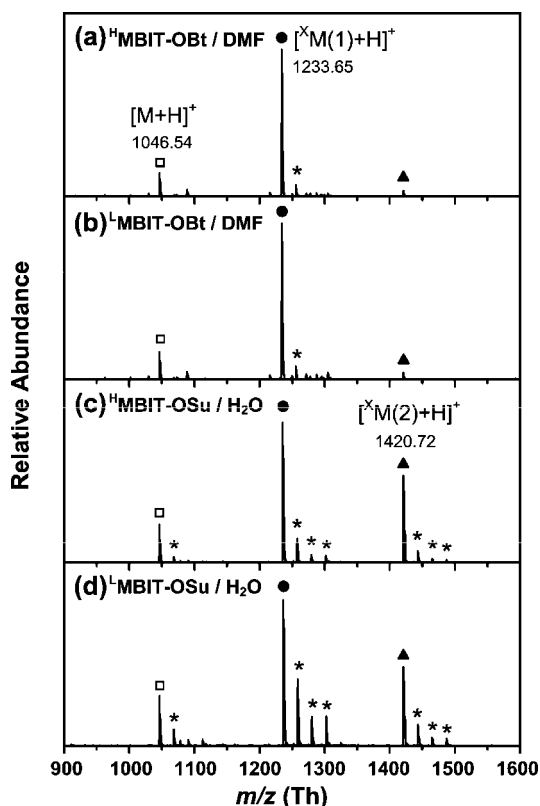 (a) ᴴMBIT-OBt / DMF
● [ˣM(1)+H]⁺
1233.65
[M+H]⁺
1046.54
□
*
▲
(b) ᴸMBIT-OBt / DMF
●
□
*
▲
Relative Abundance
(c) ᴴMBIT-OSu / H₂O
●
[ˣM(2)+H]⁺
1420.72
▲
□
* * * * * * *
(d) ᴸMBIT-OSu / H₂O
●
▲
□
* * * * * * *
900 1000 1100 1200 1300 1400 1500 1600
m/z (Th)